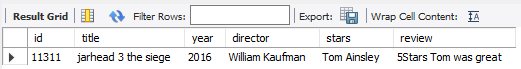 Result Grid Filter Rows: Export: Wrap Cell Content: IA
id title year director stars review
11311 jarhead 3 the siege 2016 William Kaufman Tom Ainsley 5Stars Tom was great